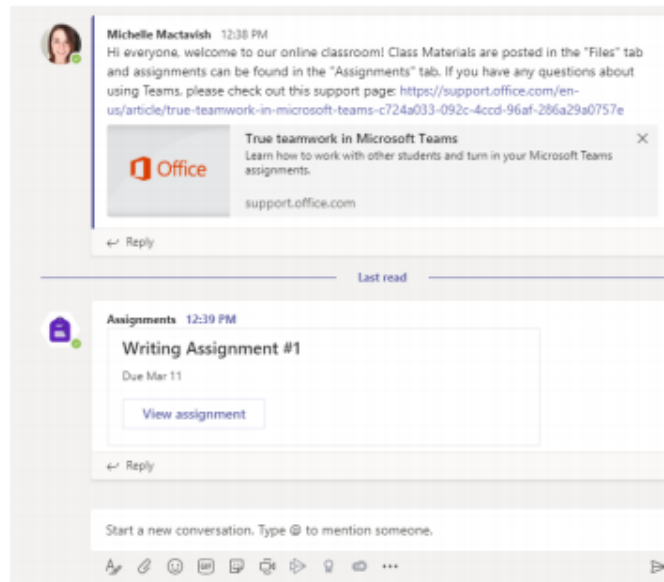 Michelle Mactavish 12:38 PM
Hi everyone, welcome to our online classroom! Class Materials are posted in the "Files" tab
and assignments can be found in the "Assignments" tab. If you have any questions about
using Teams, please check out this support page: https://support.office.com/en-
us/article/true-teamwork-in-microsoft-teams-c724a033-092c-4ccd-96af-286a29a0757e
True teamwork in Microsoft Teams
Learn how to work with other students and turn in your Microsoft Teams
assignments.
Office
support.office.com
Reply
Last read
Assignments 12:39 PM
Writing Assignment #1
Due Mar 11
View assignment
Reply
Start a new conversation. Type @ to mention someone.